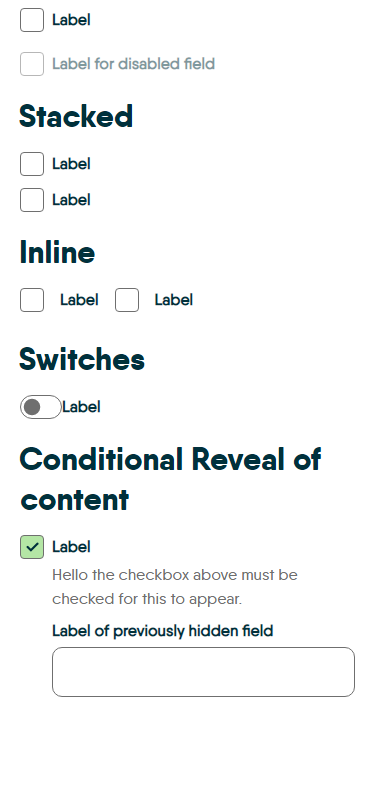 Label
Label for disabled field
Stacked
Label
Label
Inline
Label Label
Switches
Label
Conditional Reveal of
content
Label
Hello the checkbox above must be
checked for this to appear.
Label of previously hidden field